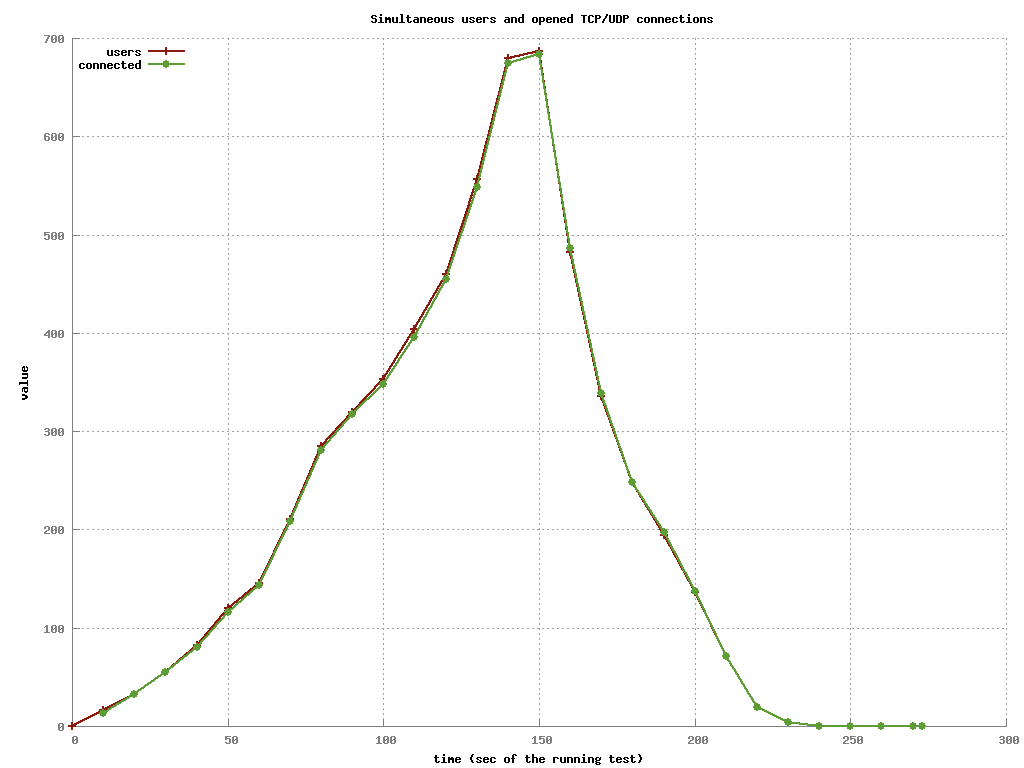 Simultaneous users and opened TCP/UDP connections
700
users
connected
600
500
400
value
300
200
100
0
0 50 100 150 200 250 300
time (sec of the running test)